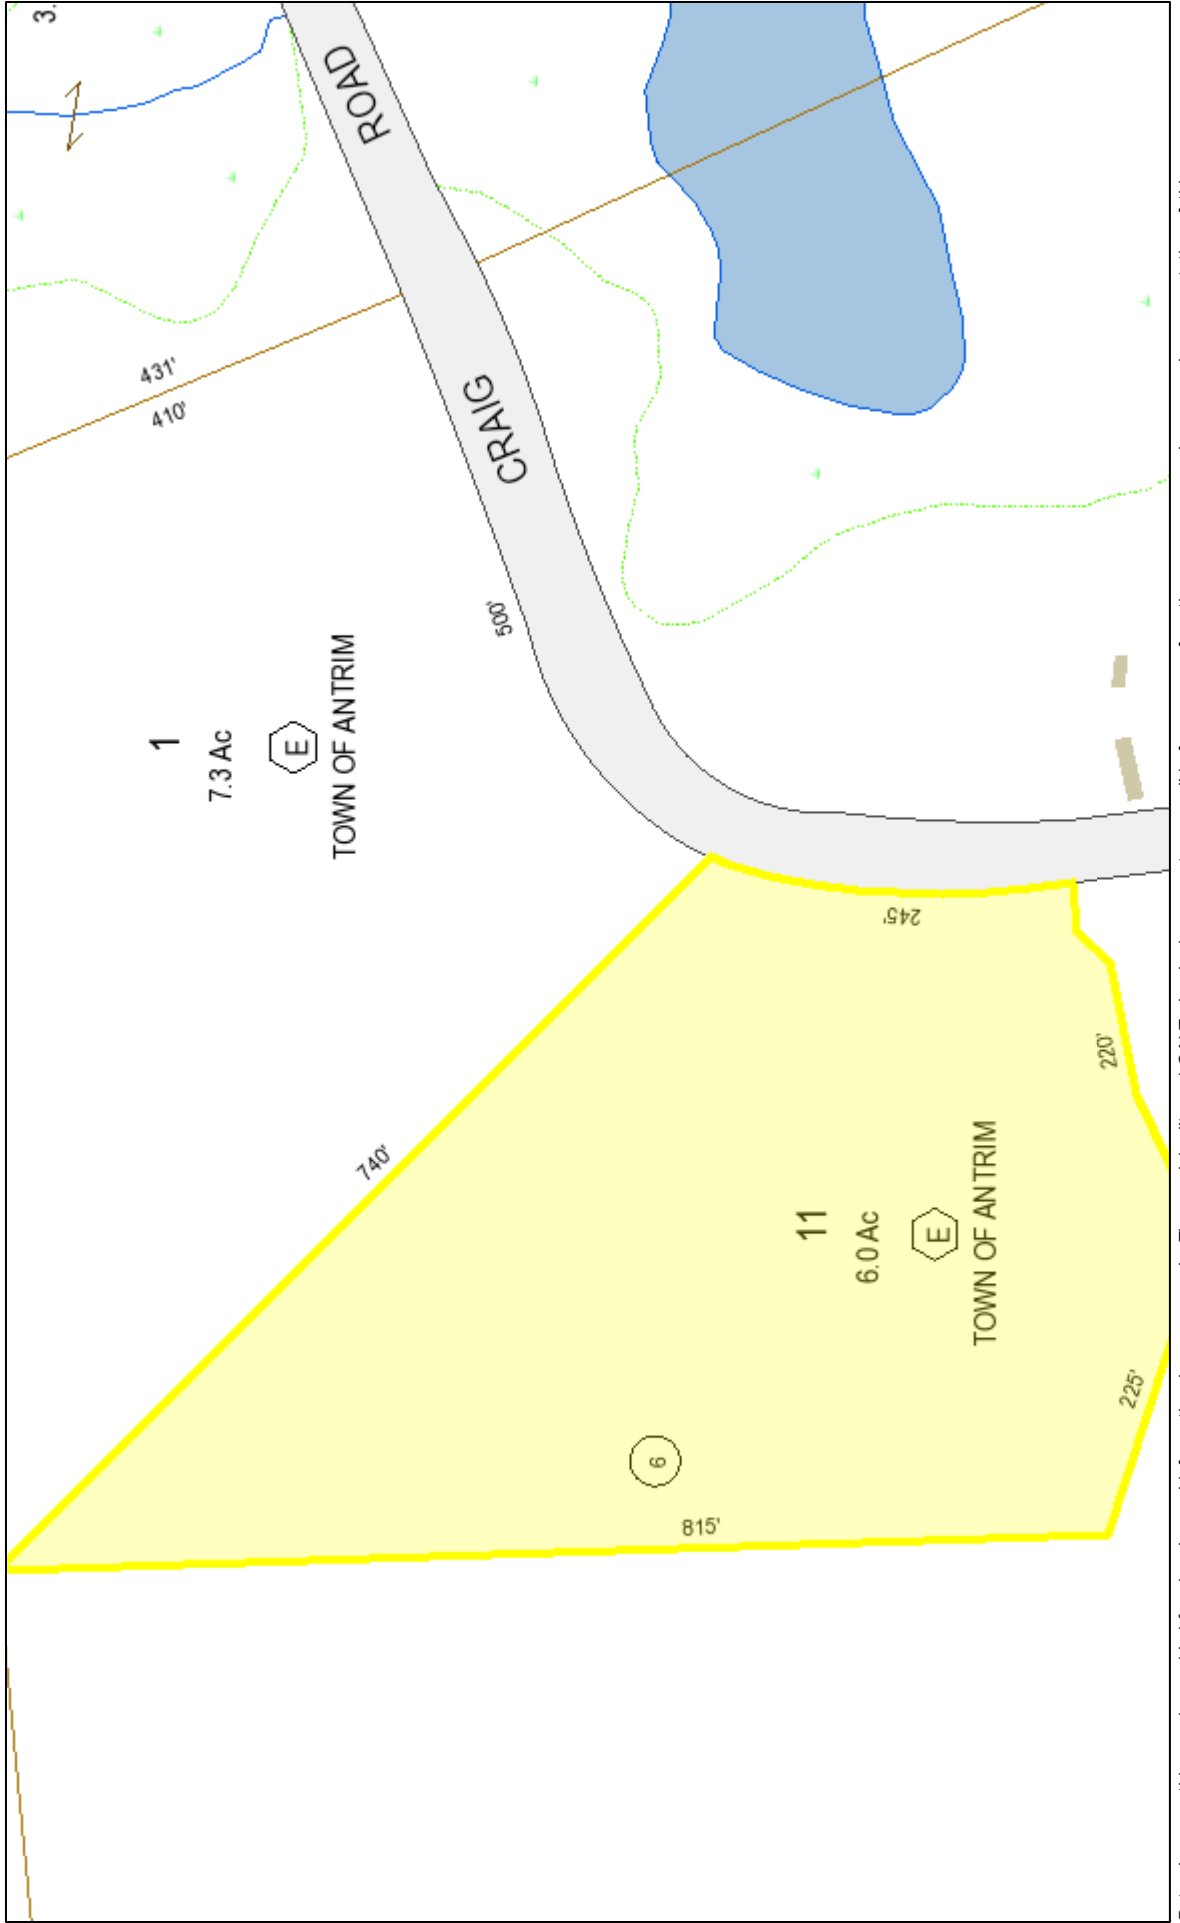 3.
ROAD
431'
410'
CRAIG
500'
1
7.3 Ac
E
TOWN OF ANTRIM
245'
740'
220'
11
6.0 Ac
E
TOWN OF ANTRIM
225'
6
815'